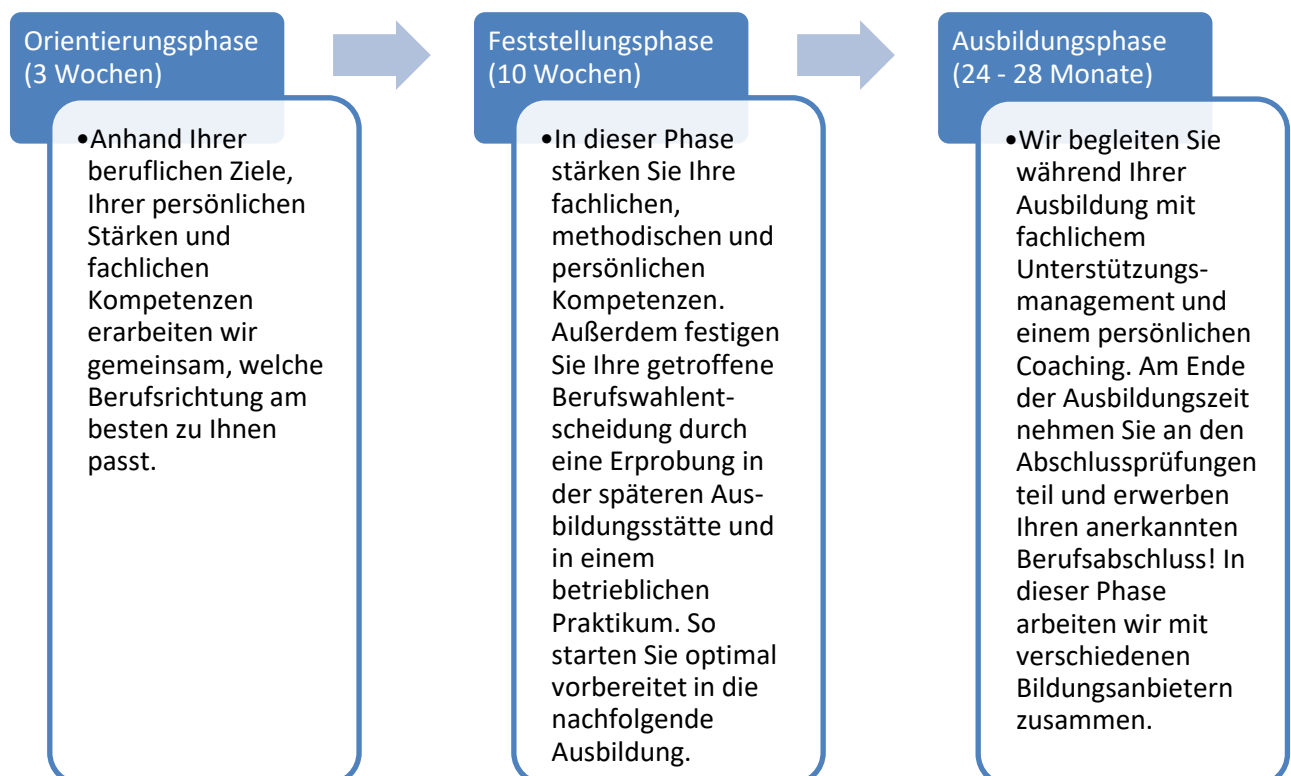 Orientierungsphase
(3 Wochen)
•Anhand Ihrer
beruflichen Ziele,
Ihrer persönlichen
Stärken und
fachlichen
Kompetenzen
erarbeiten wir
gemeinsam, welche
Berufsrichtung am
besten zu Ihnen
passt.
Feststellungsphase
(10 Wochen)
•In dieser Phase
stärken Sie Ihre
fachlichen,
methodischen und
persönlichen
Kompetenzen.
Außerdem festigen
Sie Ihre getroffene
Berufswahlent-
scheidung durch
eine Erprobung in
der späteren Aus-
bildungsstätte und
in einem
betrieblichen
Praktikum. So
starten Sie optimal
vorbereitet in die
nachfolgende
Ausbildung.
Ausbildungsphase
(24 - 28 Monate)
•Wir begleiten Sie
während Ihrer
Ausbildung mit
fachlichem
Unterstützungs-
management und
einem persönlichen
Coaching. Am Ende
der Ausbildungszeit
nehmen Sie an den
Abschlussprüfungen
teil und erwerben
Ihren anerkannten
Berufsabschluss! In
dieser Phase
arbeiten wir mit
verschiedenen
Bildungsanbietern
zusammen.